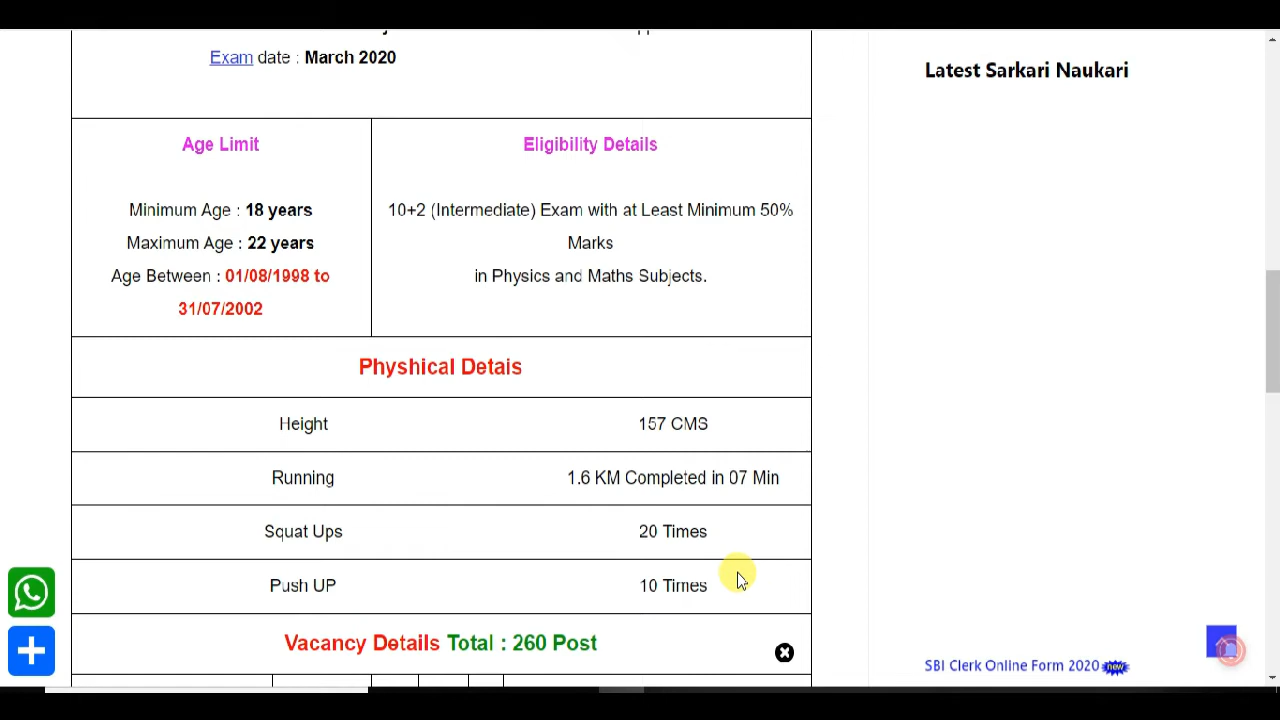 Exam date : March 2020
Latest Sarkari Naukari
Age Limit
Eligibility Details
Minimum Age : 18 years
Maximum Age : 22 years
Age Between : 01/08/1998 to
31/07/2002
10+2 (Intermediate) Exam with at Least Minimum 50%
Marks
in Physics and Maths Subjects.
Physhical Detais
Height 157 CMS
Running 1.6 KM Completed in 07 Min
Squat Ups 20 Times
Push UP 10 Times
Vacancy Details Total : 260 Post
SBI Clerk Online Form 2020 new